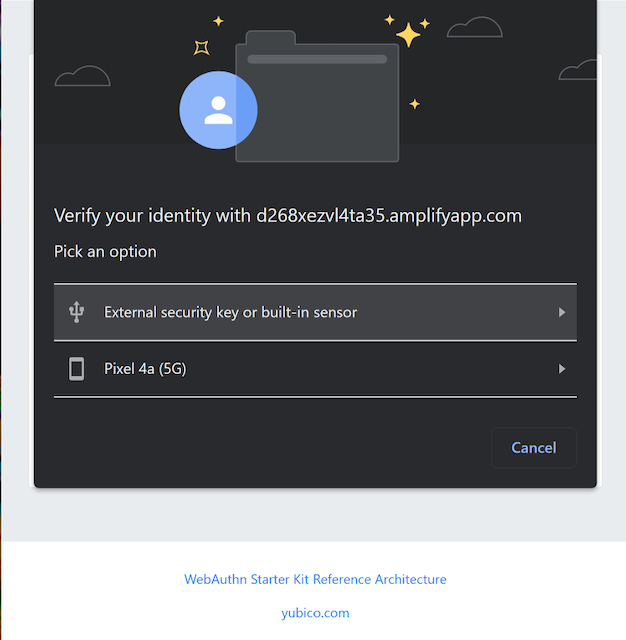 Verify your identity with d268xezvl4ta35.amplifyapp.com
Pick an option
External security key or built-in sensor
Pixel 4a (5G)
Cancel
WebAuthn Starter Kit Reference Architecture
yubico.com